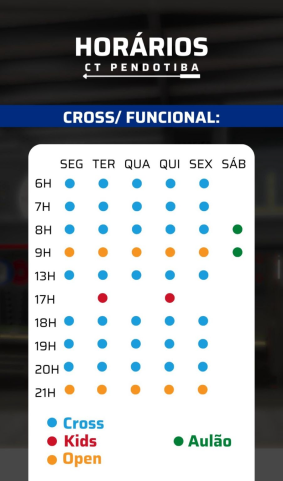 HORÁRIOS
CT PENDOTIBA
CROSS/ FUNCIONAL:
SEG TER QUA QUI SEX SÁB
6H
7H
8H
9H
13H
17H
18H
19H
20H
21H
Cross
Kids Aulão
Open